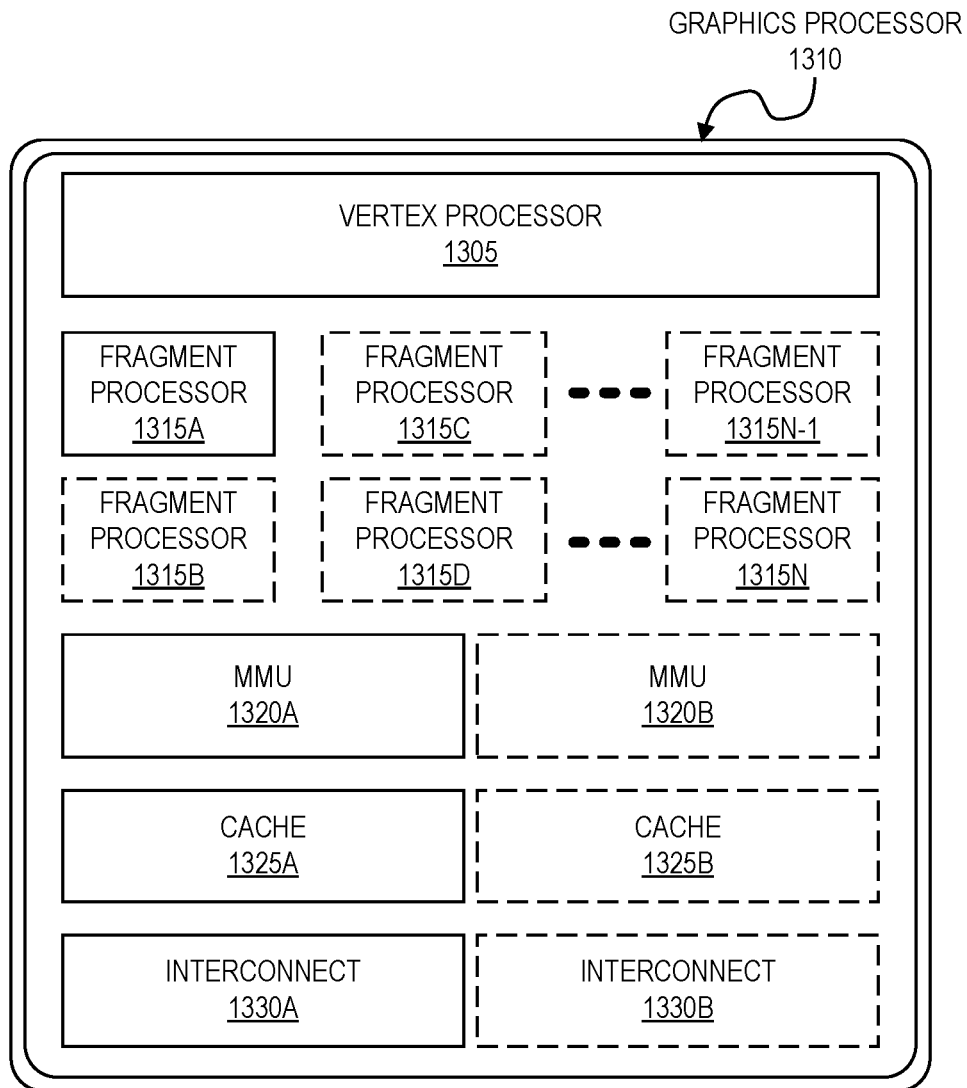 GRAPHICS PROCESSOR
1310
VERTEX PROCESSOR
1305
FRAGMENT
PROCESSOR
1315A
FRAGMENT
PROCESSOR
1315C
FRAGMENT
PROCESSOR
1315N-1
FRAGMENT
PROCESSOR
1315B
FRAGMENT
PROCESSOR
1315D
FRAGMENT
PROCESSOR
1315N
MMU
1320A
MMU
1320B
CACHE
1325A
CACHE
1325B
INTERCONNECT
1330A
INTERCONNECT
1330B